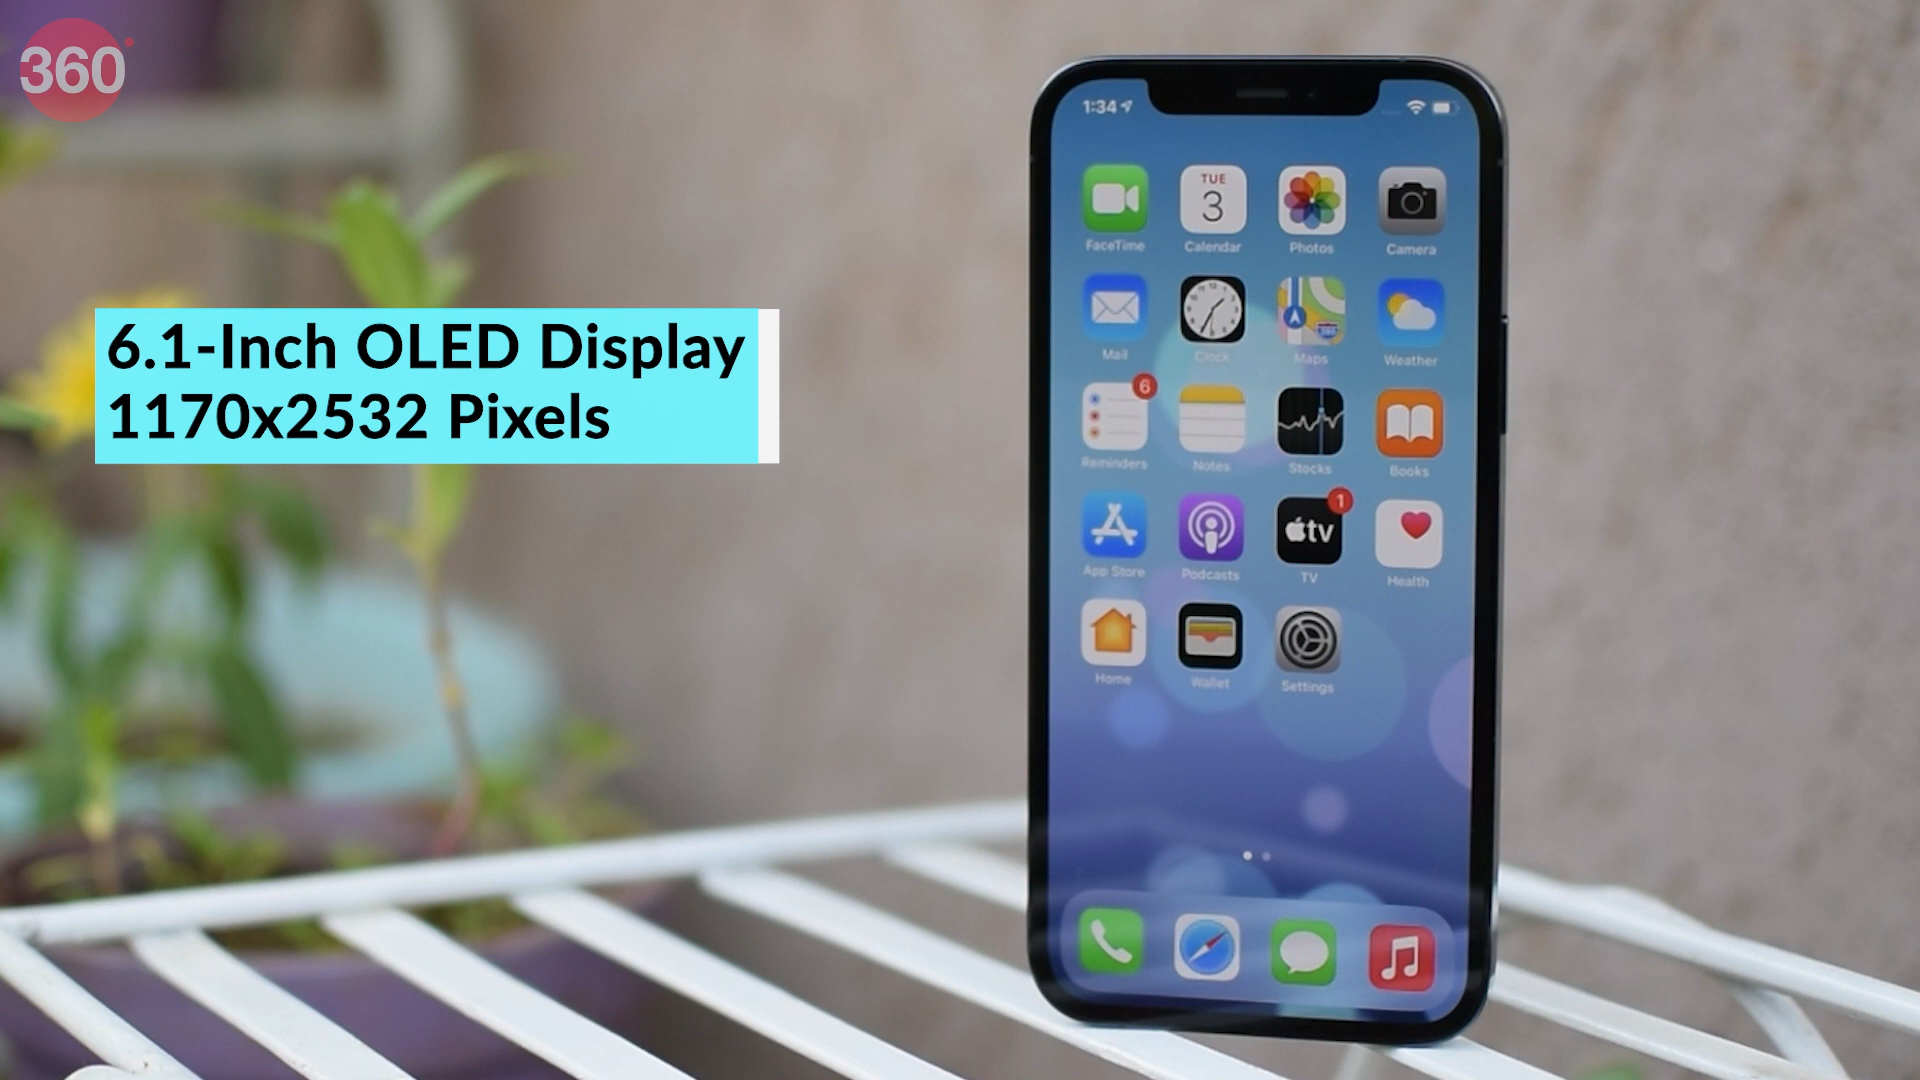 360
6.1-Inch OLED Display
1170x2532 Pixels
1:34
TUE
3
FaceTime
Calendar
Photos
Camera
Mail
Clock
Maps
Weather
6
Reminders
Notes
Stocks
Books
1
tv
App Store
Podcasts
TV
Health
Home
Wallet
Settings